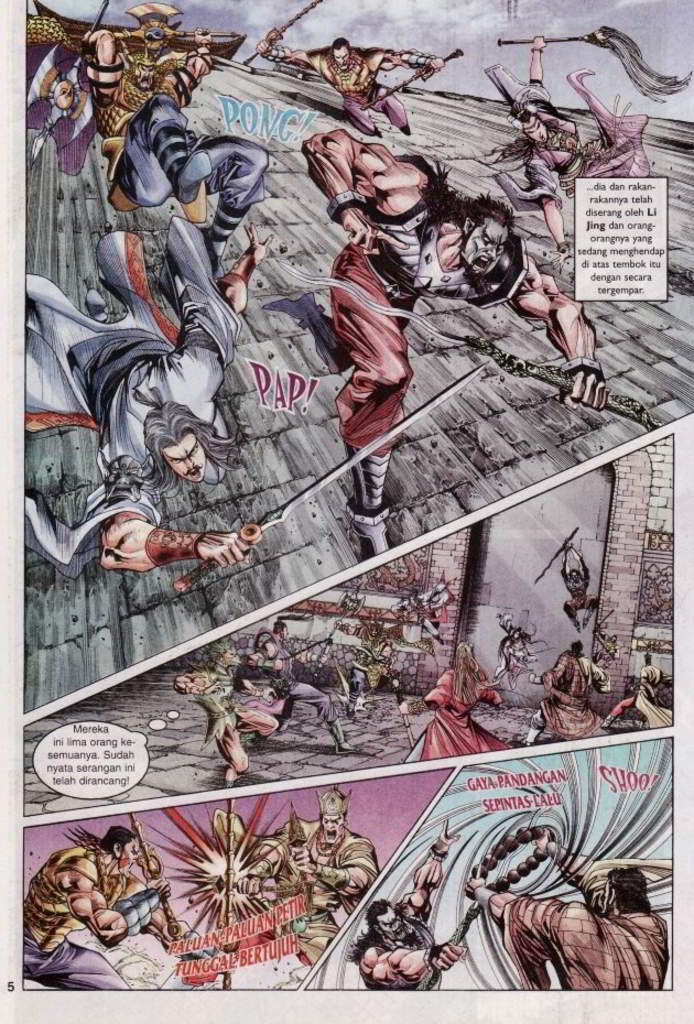 PONG!
...dia dan rakan-
rakannya telah
diserang oleh Li
Jing dan orang-
orangnya yang
sedang menghendap
di atas tembok itu
dengan secara
tergempar.
PAP!
Mereka
ini lima orang ke-
semuanya. Sudah
nyata serangan ini
telah dirancang!
GAYA PANDANGAN
SEPINTAS LALU
SHOO!
PALUAN-PALUAN PETIR
TUNGGAL BERTUJUH
5